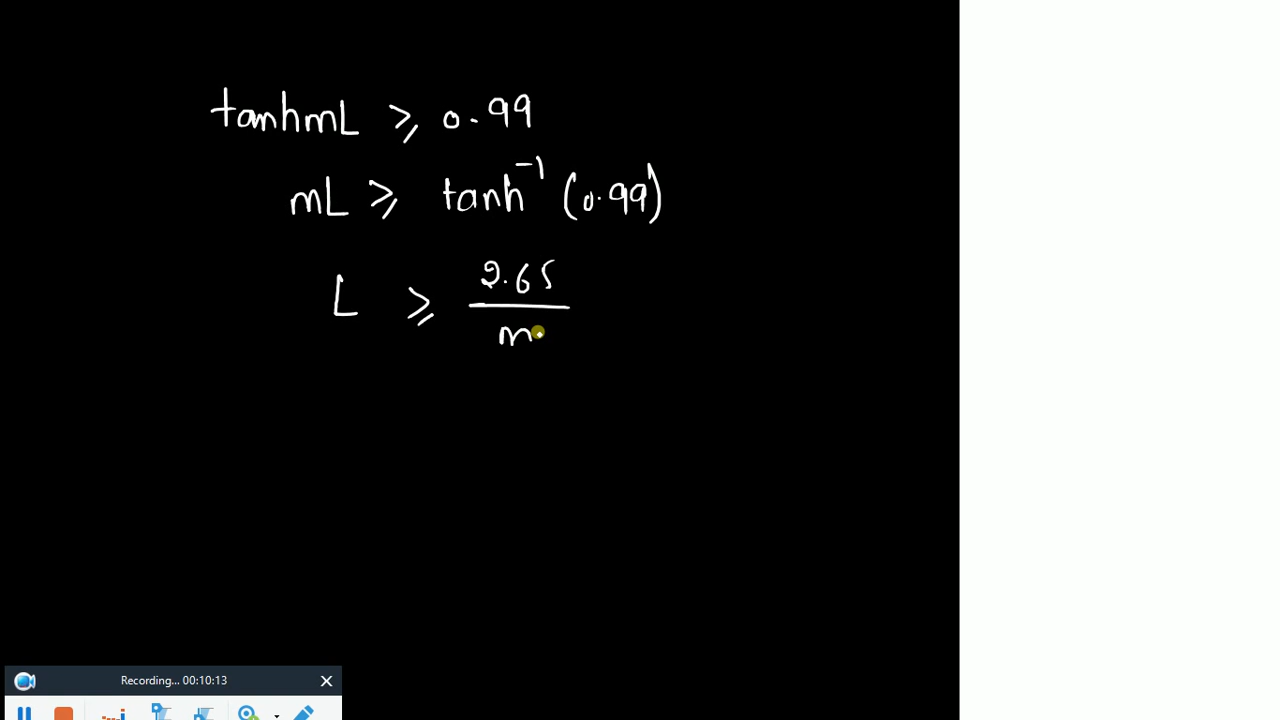 tanhmL ⩾ 0.99
mL ⩾ tanh⁻¹ (0.99)
L ⩾ 2.65
m
Recording... 00:10:13